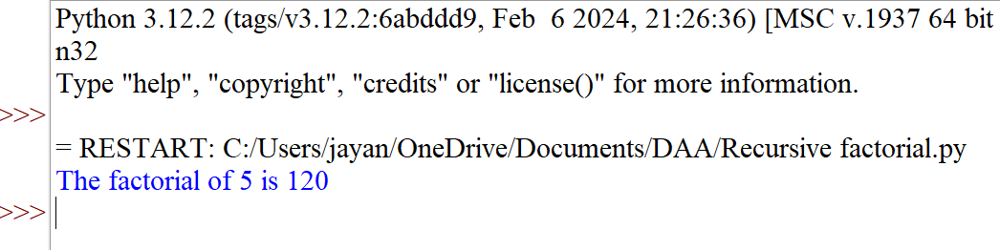 Python 3.12.2 (tags/v3.12.2:6abddd9, Feb  6 2024, 21:26:36) [MSC v.1937 64 bit
n32
Type "help", "copyright", "credits" or "license()" for more information.
>>>
= RESTART: C:/Users/jayan/OneDrive/Documents/DAA/Recursive factorial.py
The factorial of 5 is 120
>>>